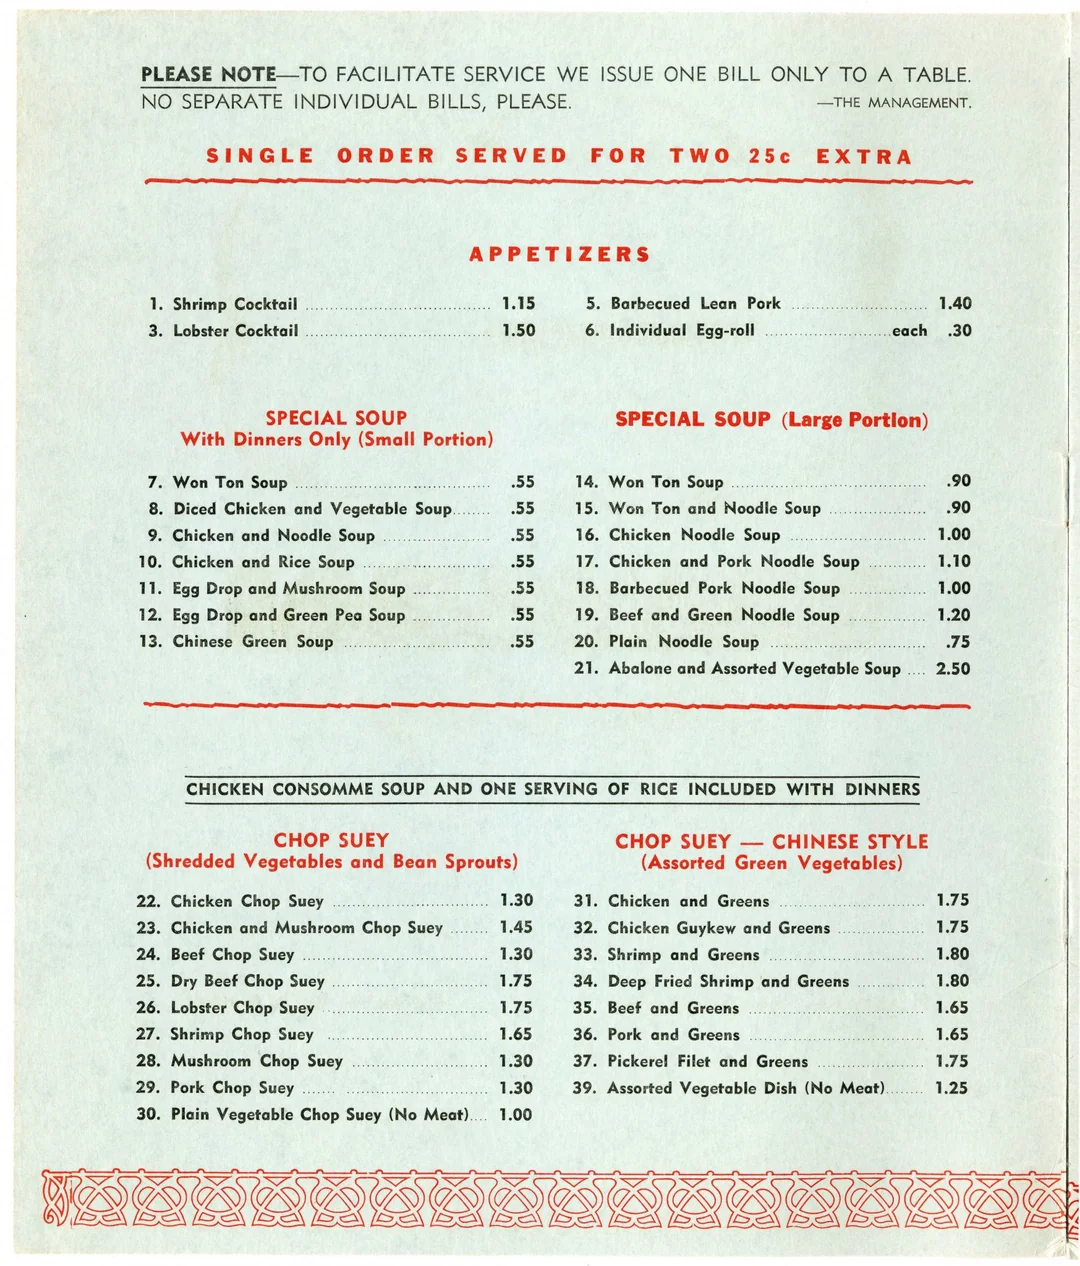 PLEASE NOTE—TO FACILITATE SERVICE WE ISSUE ONE BILL ONLY TO A TABLE.
NO SEPARATE INDIVIDUAL BILLS, PLEASE. —THE MANAGEMENT.
SINGLE ORDER SERVED FOR TWO 25c EXTRA
APPETIZERS
1. Shrimp Cocktail 1.15
3. Lobster Cocktail 1.50
5. Barbecued Lean Pork 1.40
6. Individual Egg-roll each .30
SPECIAL SOUP
With Dinners Only (Small Portion)
7. Won Ton Soup .55
8. Diced Chicken and Vegetable Soup .55
9. Chicken and Noodle Soup .55
10. Chicken and Rice Soup .55
11. Egg Drop and Mushroom Soup .55
12. Egg Drop and Green Pea Soup .55
13. Chinese Green Soup .55
SPECIAL SOUP (Large Portion)
14. Won Ton Soup .90
15. Won Ton and Noodle Soup .90
16. Chicken Noodle Soup 1.00
17. Chicken and Pork Noodle Soup 1.10
18. Barbecued Pork Noodle Soup 1.00
19. Beef and Green Noodle Soup 1.20
20. Plain Noodle Soup .75
21. Abalone and Assorted Vegetable Soup 2.50
CHICKEN CONSOMME SOUP AND ONE SERVING OF RICE INCLUDED WITH DINNERS
CHOP SUEY
(Shredded Vegetables and Bean Sprouts)
22. Chicken Chop Suey 1.30
23. Chicken and Mushroom Chop Suey 1.45
24. Beef Chop Suey 1.30
25. Dry Beef Chop Suey 1.75
26. Lobster Chop Suey 1.75
27. Shrimp Chop Suey 1.65
28. Mushroom Chop Suey 1.30
29. Pork Chop Suey 1.30
30. Plain Vegetable Chop Suey (No Meat) 1.00
CHOP SUEY — CHINESE STYLE
(Assorted Green Vegetables)
31. Chicken and Greens 1.75
32. Chicken Guykew and Greens 1.75
33. Shrimp and Greens 1.80
34. Deep Fried Shrimp and Greens 1.80
35. Beef and Greens 1.65
36. Pork and Greens 1.65
37. Pickerel Filet and Greens 1.75
39. Assorted Vegetable Dish (No Meat) 1.25